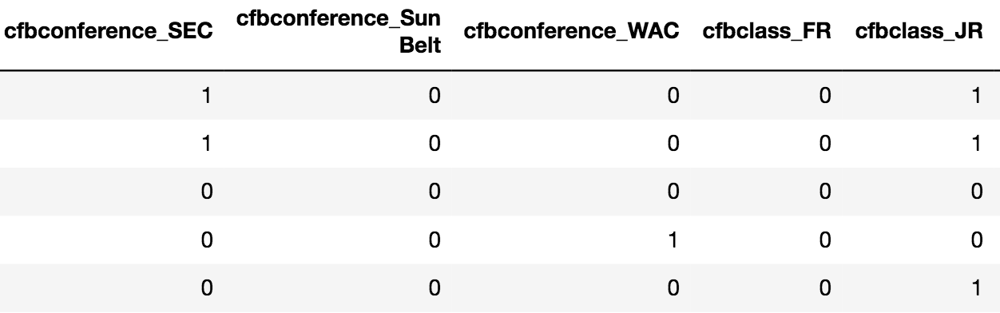 cfbconference_SEC cfbconference_Sun Belt cfbconference_WAC cfbclass_FR cfbclass_JR
1 0 0 0 1
1 0 0 0 1
0 0 0 0 0
0 0 1 0 0
0 0 0 0 1